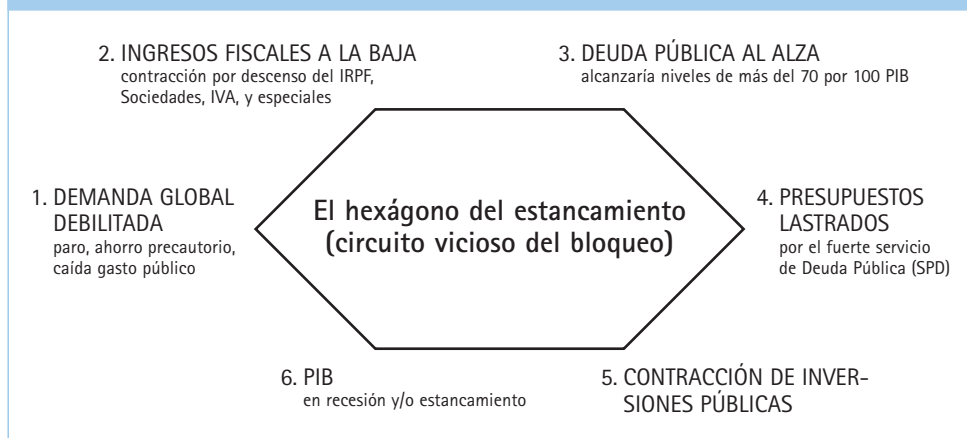 2. INGRESOS FISCALES A LA BAJA
contracción por descenso del IRPF,
Sociedades, IVA, y especiales
3. DEUDA PÚBLICA AL ALZA
alcanzaría niveles de más del 70 por 100 PIB
1. DEMANDA GLOBAL
DEBILITADA
paro, ahorro precautorio,
caída gasto público
El hexágono del estancamiento
(circuito vicioso del bloqueo)
4. PRESUPUESTOS
LASTRADOS
por el fuerte servicio
de Deuda Pública (SPD)
6. PIB
en recesión y/o estancamiento
5. CONTRACCIÓN DE INVER-
SIONES PÚBLICAS